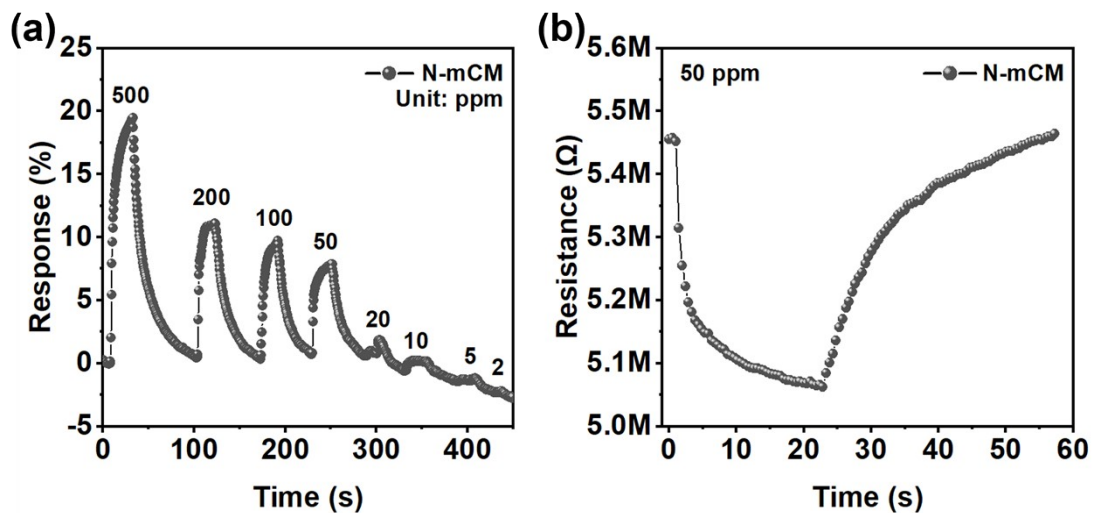 (a)
25
20
15
10
5
0
-5
Response (%)
500
200
100
50
20
10
5
2
N-mCM
Unit: ppm
0
100
200
300
400
Time (s)
(b)
5.6M
5.5M
5.4M
5.3M
5.2M
5.1M
5.0M
Resistance (Ω)
50 ppm
N-mCM
0
10
20
30
40
50
60
Time (s)